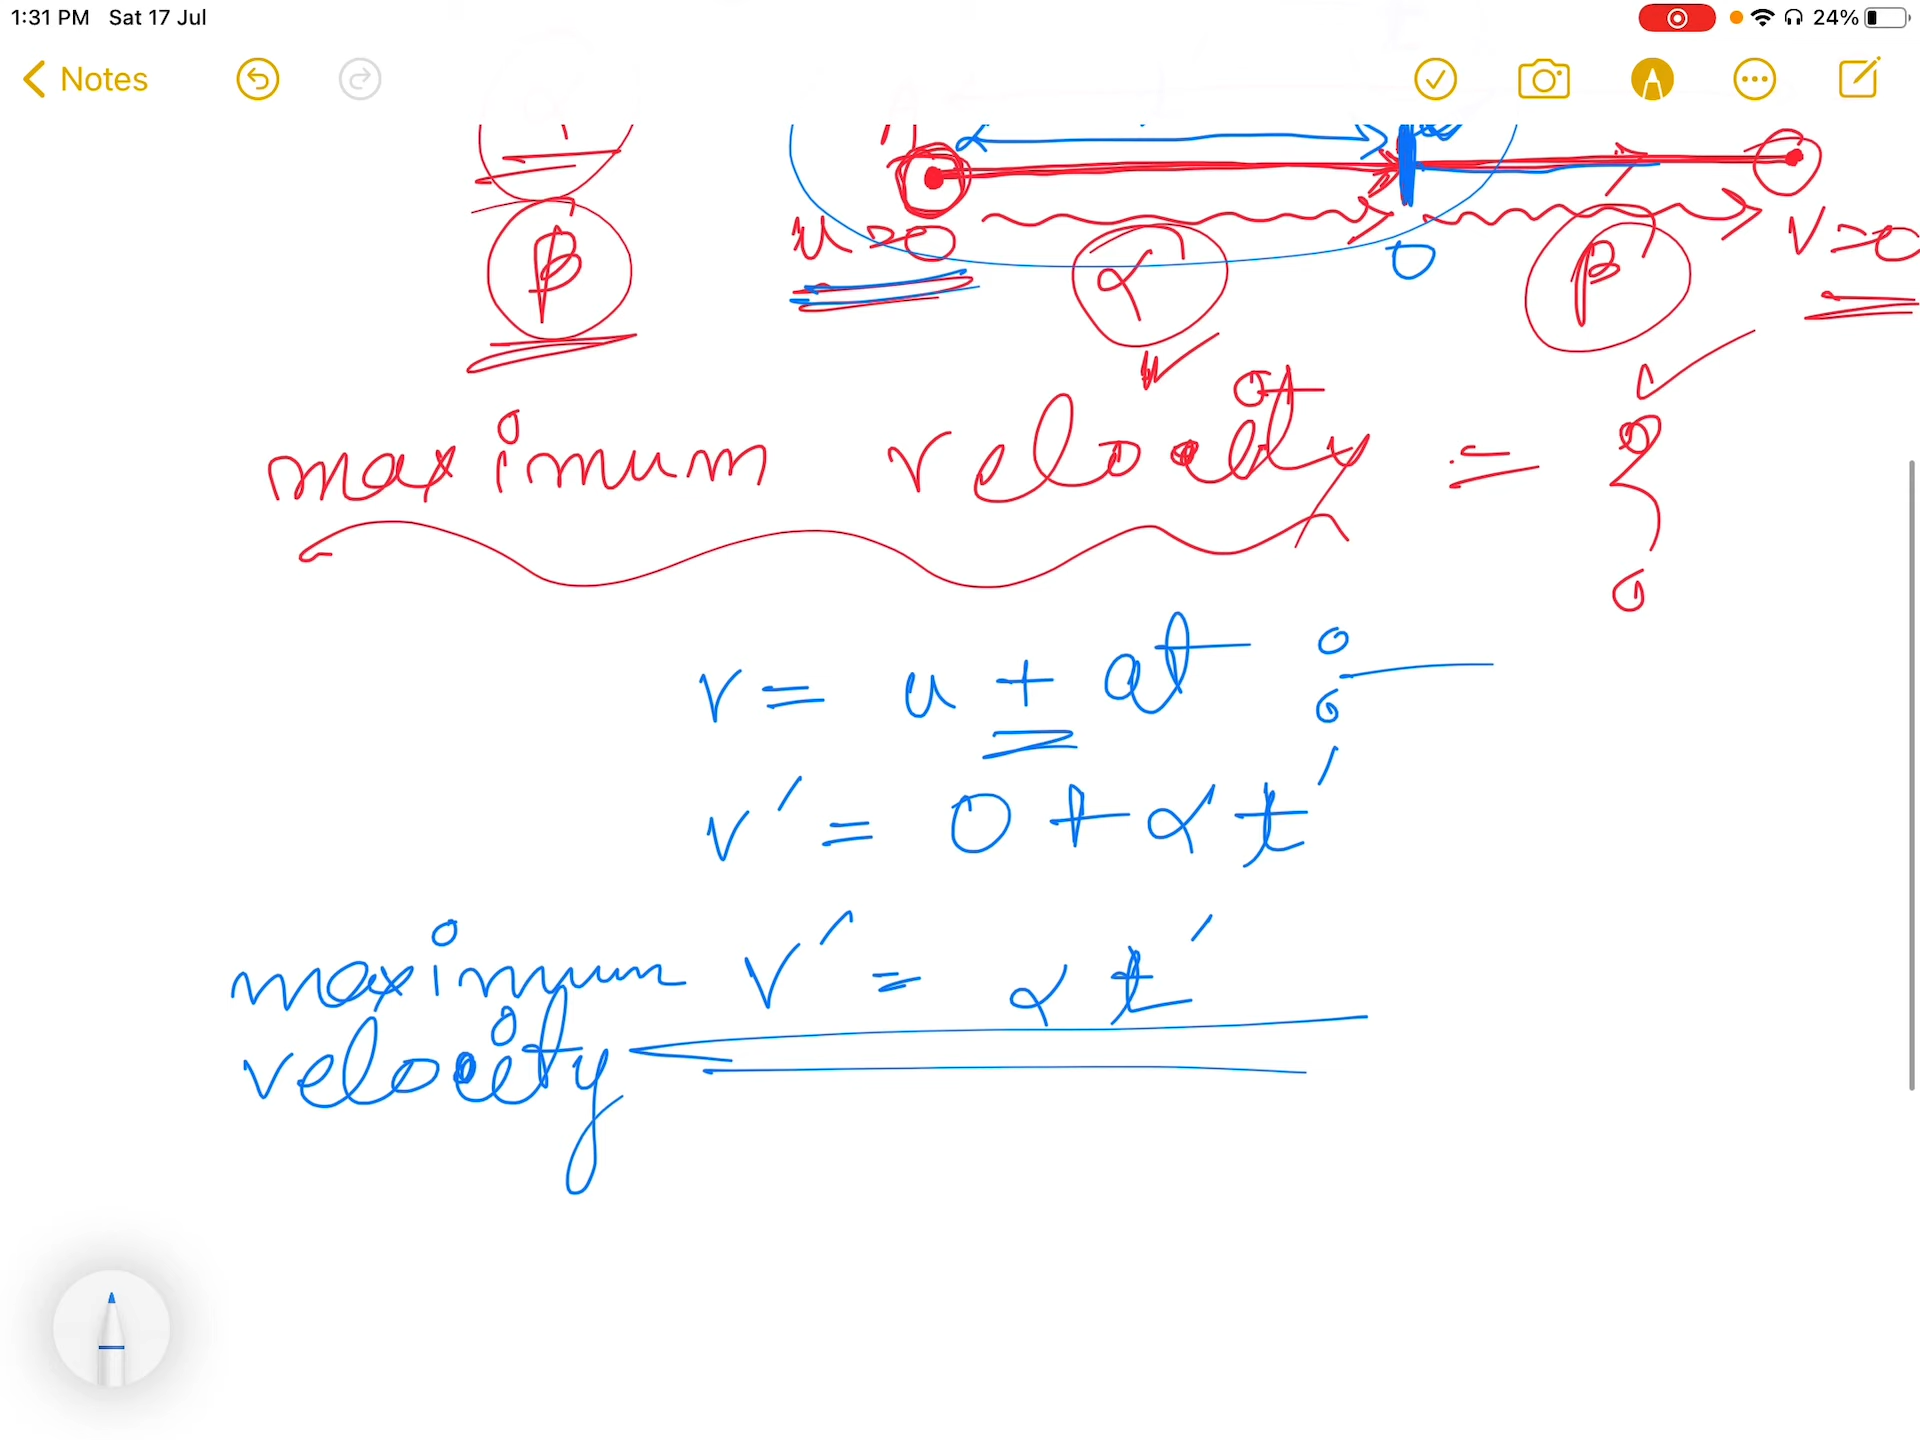 1:31 PM Sat 17 Jul 24%
Notes
A
u=0 α O β v=0
β
maximum velocity = ?
v = u + at :-
v' = 0 + αt'
maximum v' = αt'
velocity